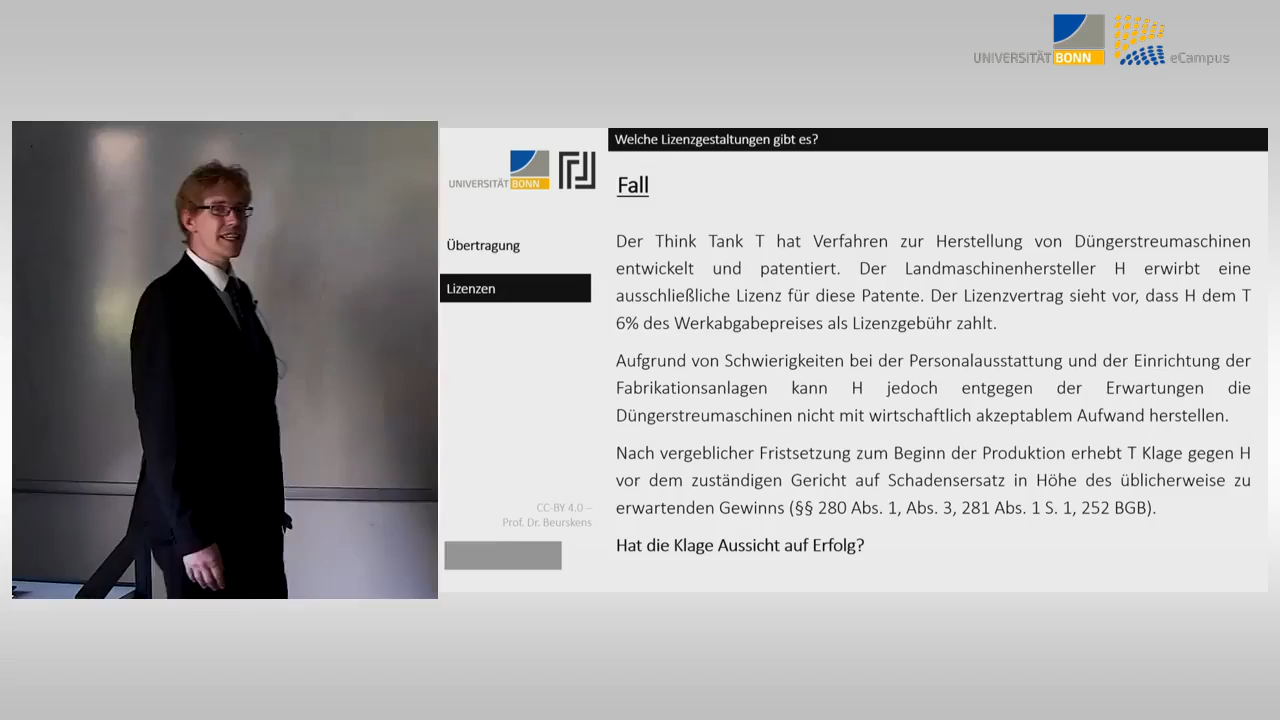 UNIVERSITÄT BONN eCampus
Welche Lizenzgestaltungen gibt es?
UNIVERSITÄT BONN
Übertragung
Lizenzen
CC-BY 4.0 –
Prof. Dr. Beurskens
Fall
Der Think Tank T hat Verfahren zur Herstellung von Düngerstreumaschinen
entwickelt und patentiert. Der Landmaschinenhersteller H erwirbt eine
ausschließliche Lizenz für diese Patente. Der Lizenzvertrag sieht vor, dass H dem T
6% des Werkabgabepreises als Lizenzgebühr zahlt.
Aufgrund von Schwierigkeiten bei der Personalausstattung und der Einrichtung der
Fabrikationsanlagen kann H jedoch entgegen der Erwartungen die
Düngerstreumaschinen nicht mit wirtschaftlich akzeptablem Aufwand herstellen.
Nach vergeblicher Fristsetzung zum Beginn der Produktion erhebt T Klage gegen H
vor dem zuständigen Gericht auf Schadensersatz in Höhe des üblicherweise zu
erwartenden Gewinns (§§ 280 Abs. 1, Abs. 3, 281 Abs. 1 S. 1, 252 BGB).
Hat die Klage Aussicht auf Erfolg?